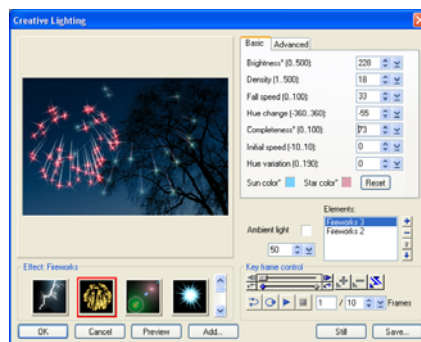 Creative Lighting
Basic Advanced
Brightness* (0..500): 228
Density (1..500): 18
Fall speed (0..100): 33
Hue change (-360..360): -55
Completeness* (0..100): 73
Initial speed (-10..10): 0
Hue variation (0..190): 0
Sun color* Star color* Reset
Ambient light
50
Elements:
Fireworks 3
Fireworks 2
Effect: Fireworks
Key frame control
1 / 10 Frames
OK Cancel Preview Add... Still Save...